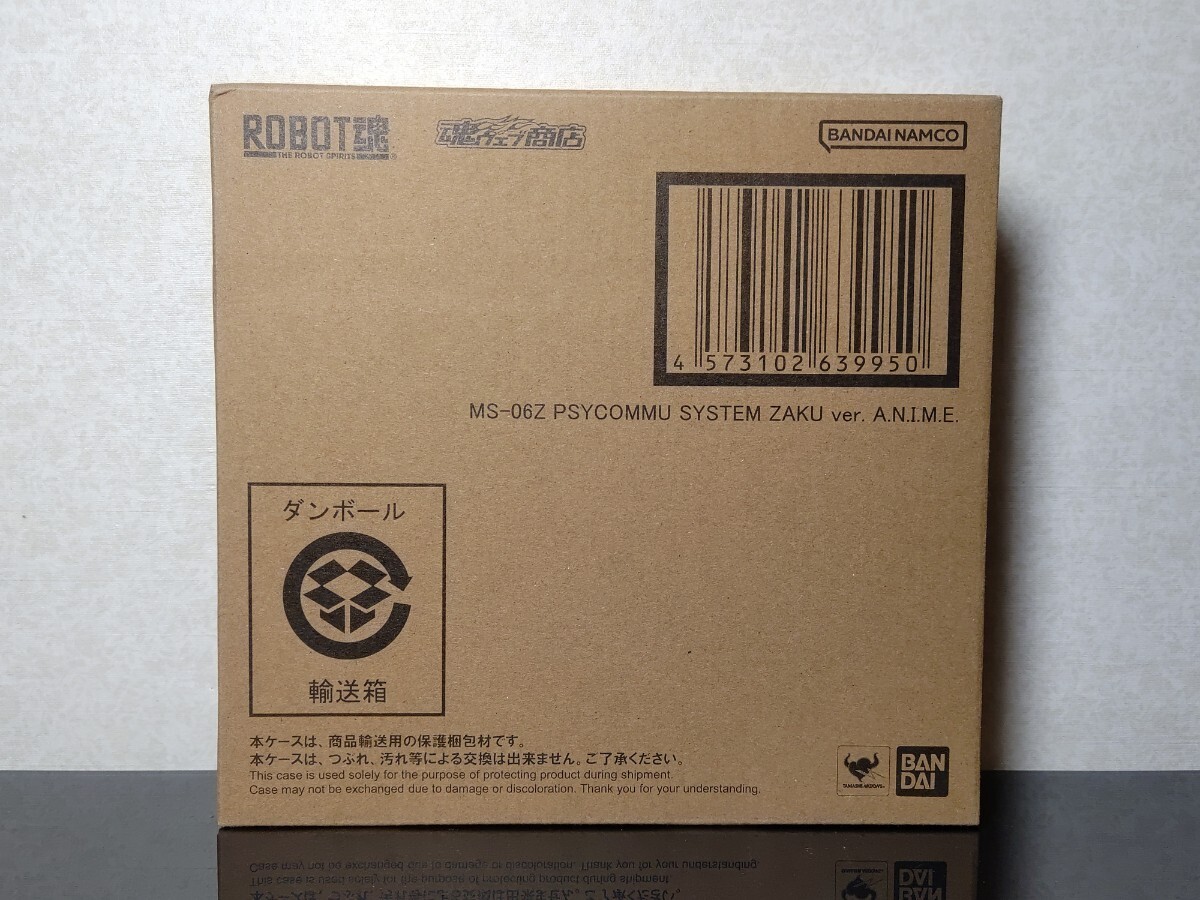 ROBOT魂
THE ROBOT SPIRITS
魂ウェブ商店
BANDAI NAMCO
4 573102 639950
MS-06Z PSYCOMMU SYSTEM ZAKU ver. A.N.I.M.E.
ダンボール
輸送箱
本ケースは、商品輸送用の保護梱包材です。
本ケースは、つぶれ、汚れ等による交換は出来ません。ご了承ください。
This case is used solely for the purpose of protecting product during shipment.
Case may not be exchanged due to damage or discoloration. Thank you for your understanding.
TAMASHII NATIONS
BAN
DAI